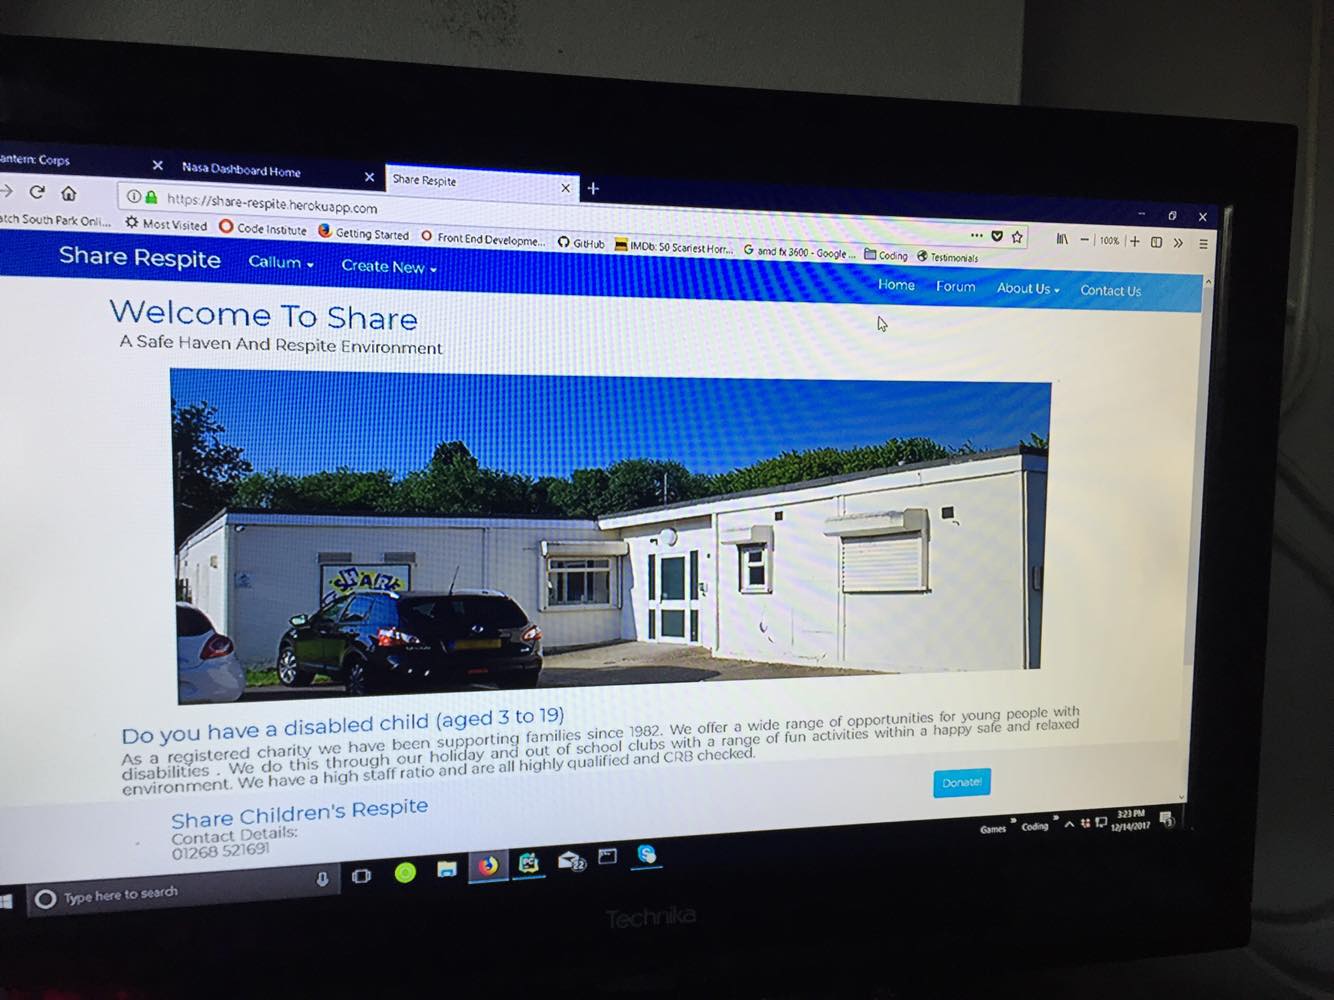 antern: Corps
Nasa Dashboard Home
Share Respite
https://share-respite.herokuapp.com
atch South Park Onli...
Most Visited
Code Institute
Getting Started
Front End Developme...
GitHub
IMDb: 50 Scariest Horr...
amd fx 3600 - Google ...
Coding
Testimonials
100%
Share Respite
Callum
Create New
Home
Forum
About Us
Contact Us
Welcome To Share
A Safe Haven And Respite Environment
SHARE
Do you have a disabled child (aged 3 to 19)
As a registered charity we have been supporting families since 1982. We offer a wide range of opportunities for young people with
disabilities . We do this through our holiday and out of school clubs with a range of fun activities within a happy safe and relaxed
environment. We have a high staff ratio and are all highly qualified and CRB checked.
Donate!
Share Children's Respite
Contact Details:
01268 521691
Games
Coding
3:23 PM
12/14/2017
Type here to search
22
Technika